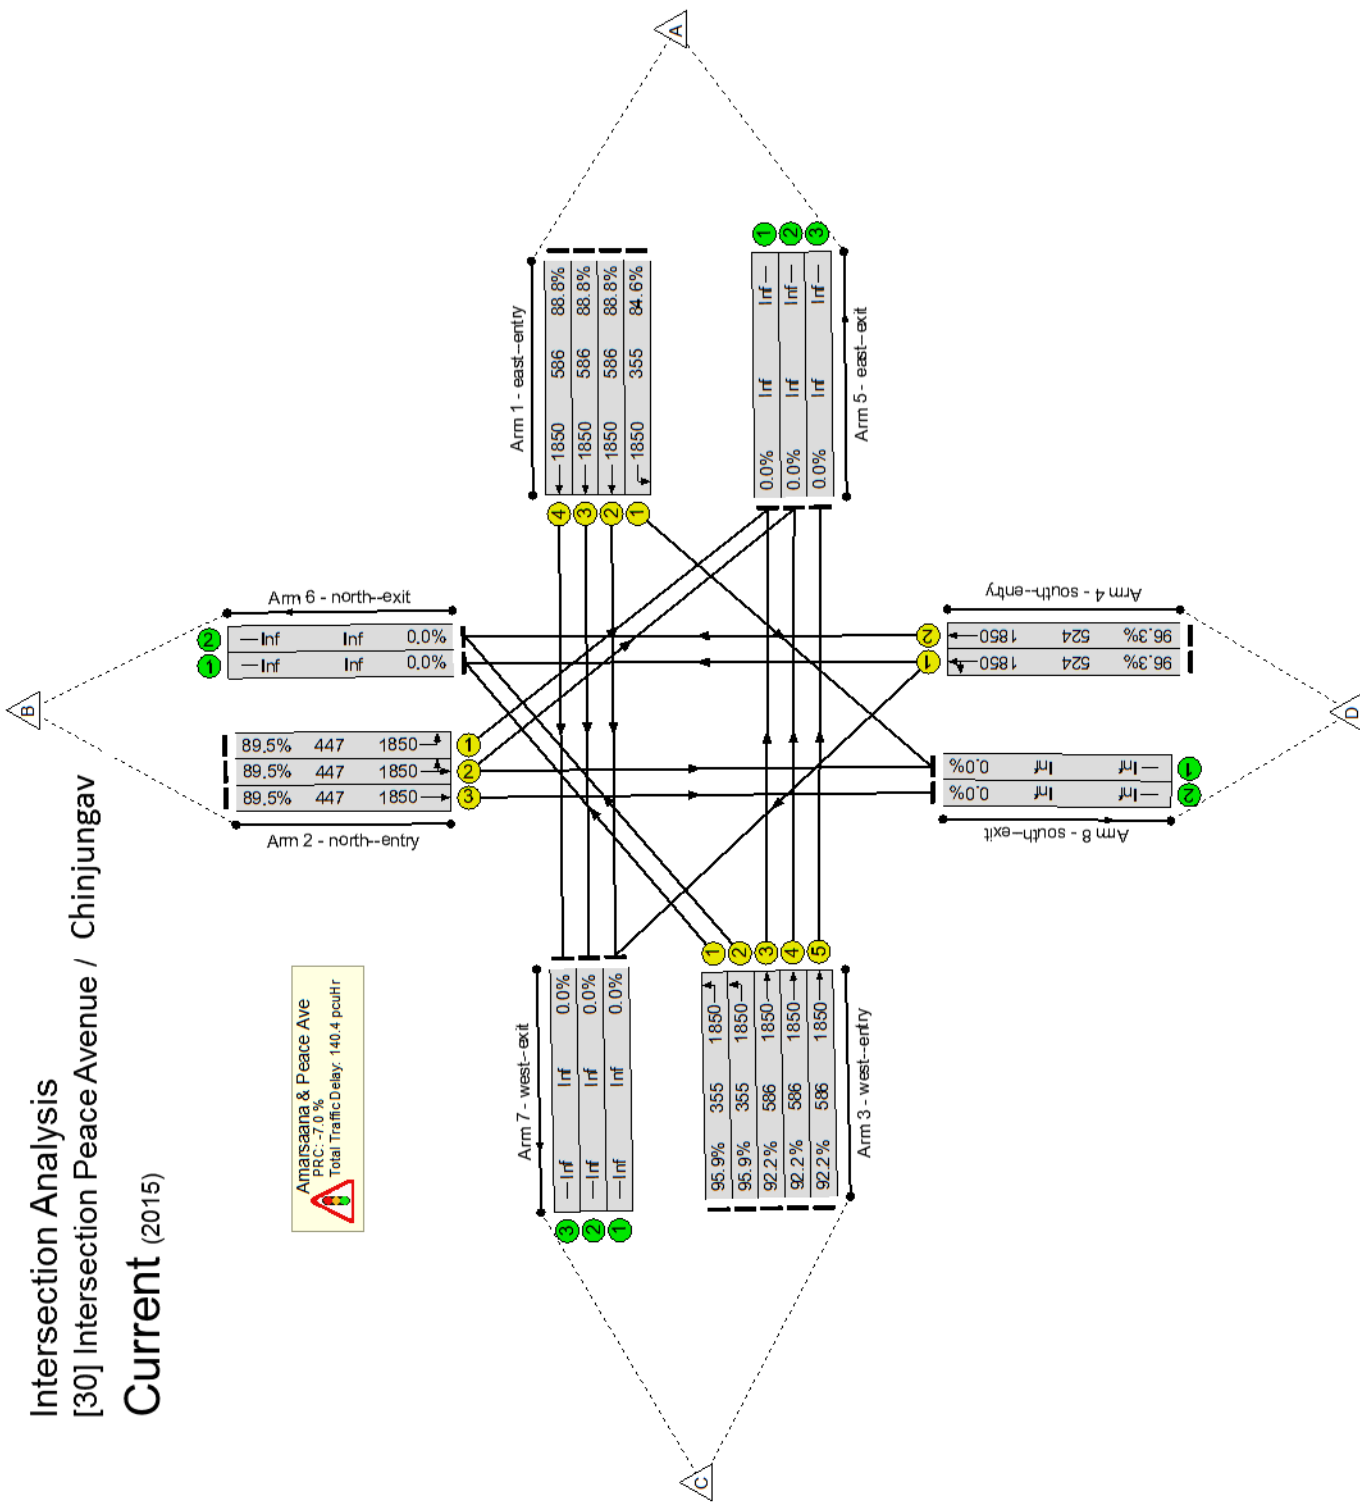 Intersection Analysis
[30] Intersection Peace Avenue / Chinjungav
Current (2015)
Amarsaana & Peace Ave
PRC: -7.0 %
Total Traffic Delay: 140.4 pcuHr
B
Arm 6 - north--exit
2 Inf Inf 0.0%
1 Inf Inf 0.0%
89.5% 447 1850 1
89.5% 447 1850 2
89.5% 447 1850 3
Arm 2 - north--entry
A
Arm 1 - east--entry
4 1850 586 88.8%
3 1850 586 88.8%
2 1850 586 88.8%
1 1850 355 84.6%
0.0% Inf Inf 1
0.0% Inf Inf 2
0.0% Inf Inf 3
Arm 5 - east--exit
Arm 7 - west--exit
3 Inf Inf 0.0%
2 Inf Inf 0.0%
1 Inf Inf 0.0%
95.9% 355 1850 1
95.9% 355 1850 2
92.2% 586 1850 3
92.2% 586 1850 4
92.2% 586 1850 5
Arm 3 - west--entry
C
Arm 4 - south--entry
2 1850 524 96.3%
1 1850 524 96.3%
0.0% Inf Inf 1
0.0% Inf Inf 2
Arm 8 - south--exit
D